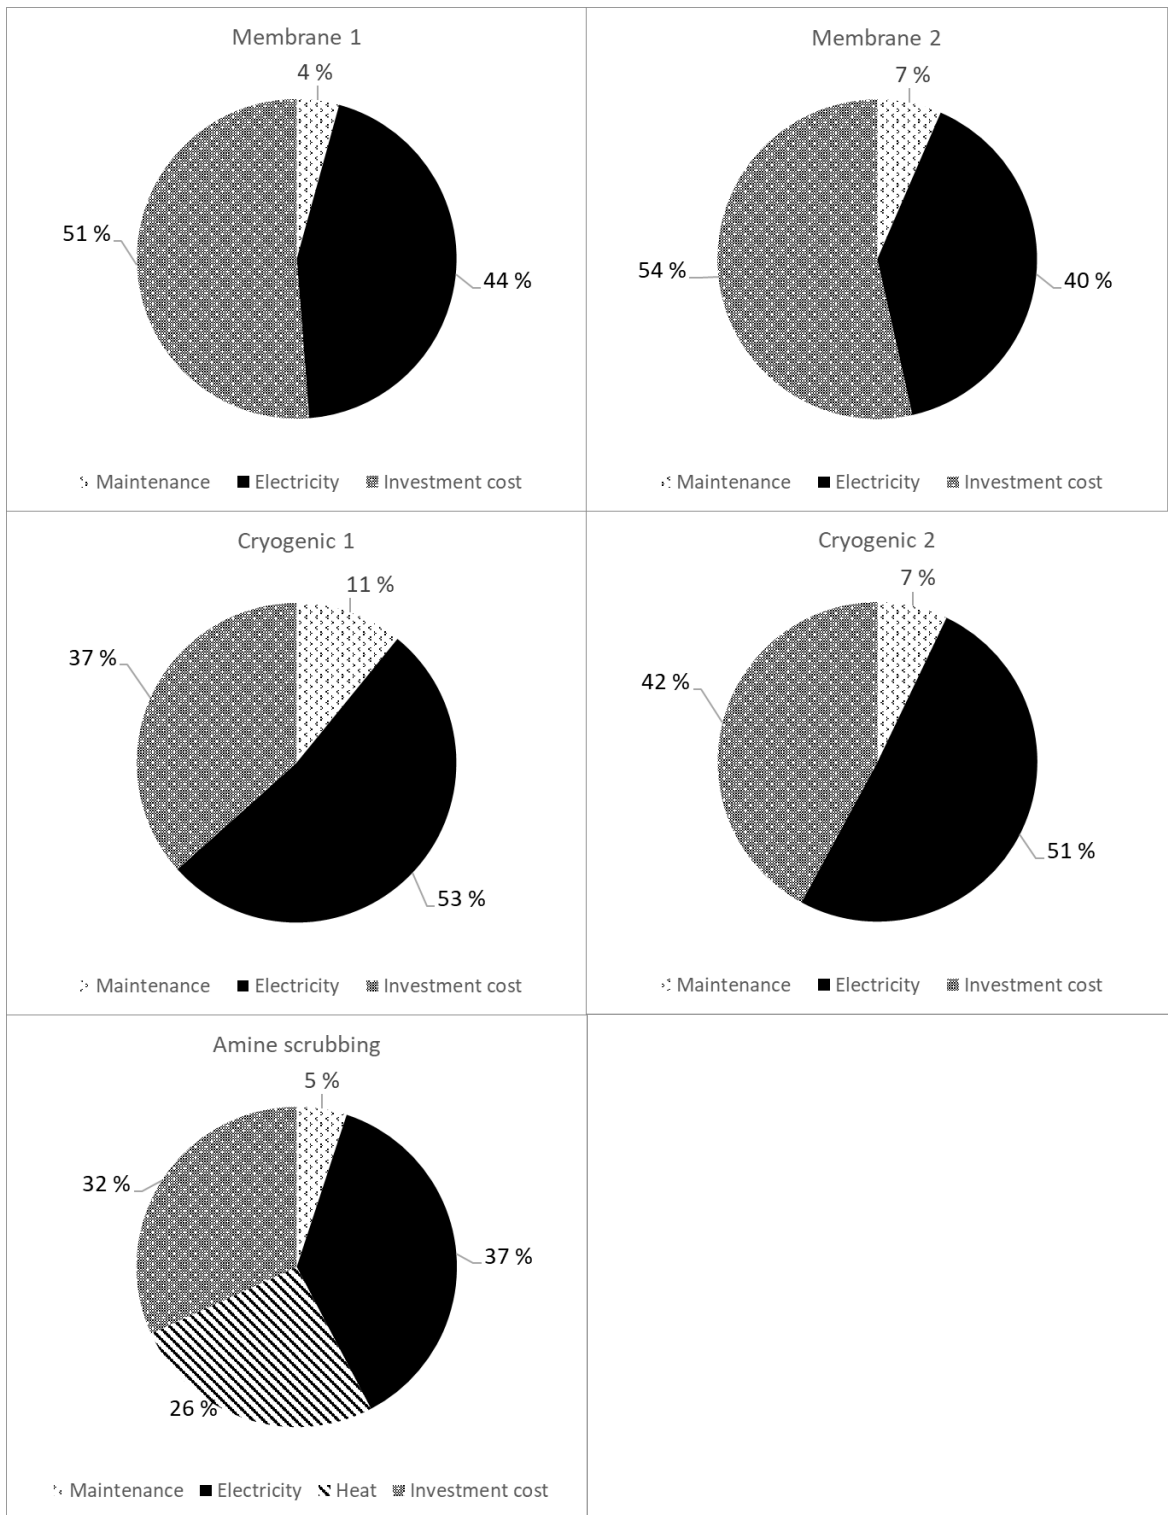 Membrane 1
4 %
51 %
44 %
Maintenance Electricity Investment cost
Membrane 2
7 %
54 %
40 %
Maintenance Electricity Investment cost
Cryogenic 1
11 %
37 %
53 %
Maintenance Electricity Investment cost
Cryogenic 2
7 %
42 %
51 %
Maintenance Electricity Investment cost
Amine scrubbing
5 %
32 %
37 %
26 %
Maintenance Electricity Heat Investment cost